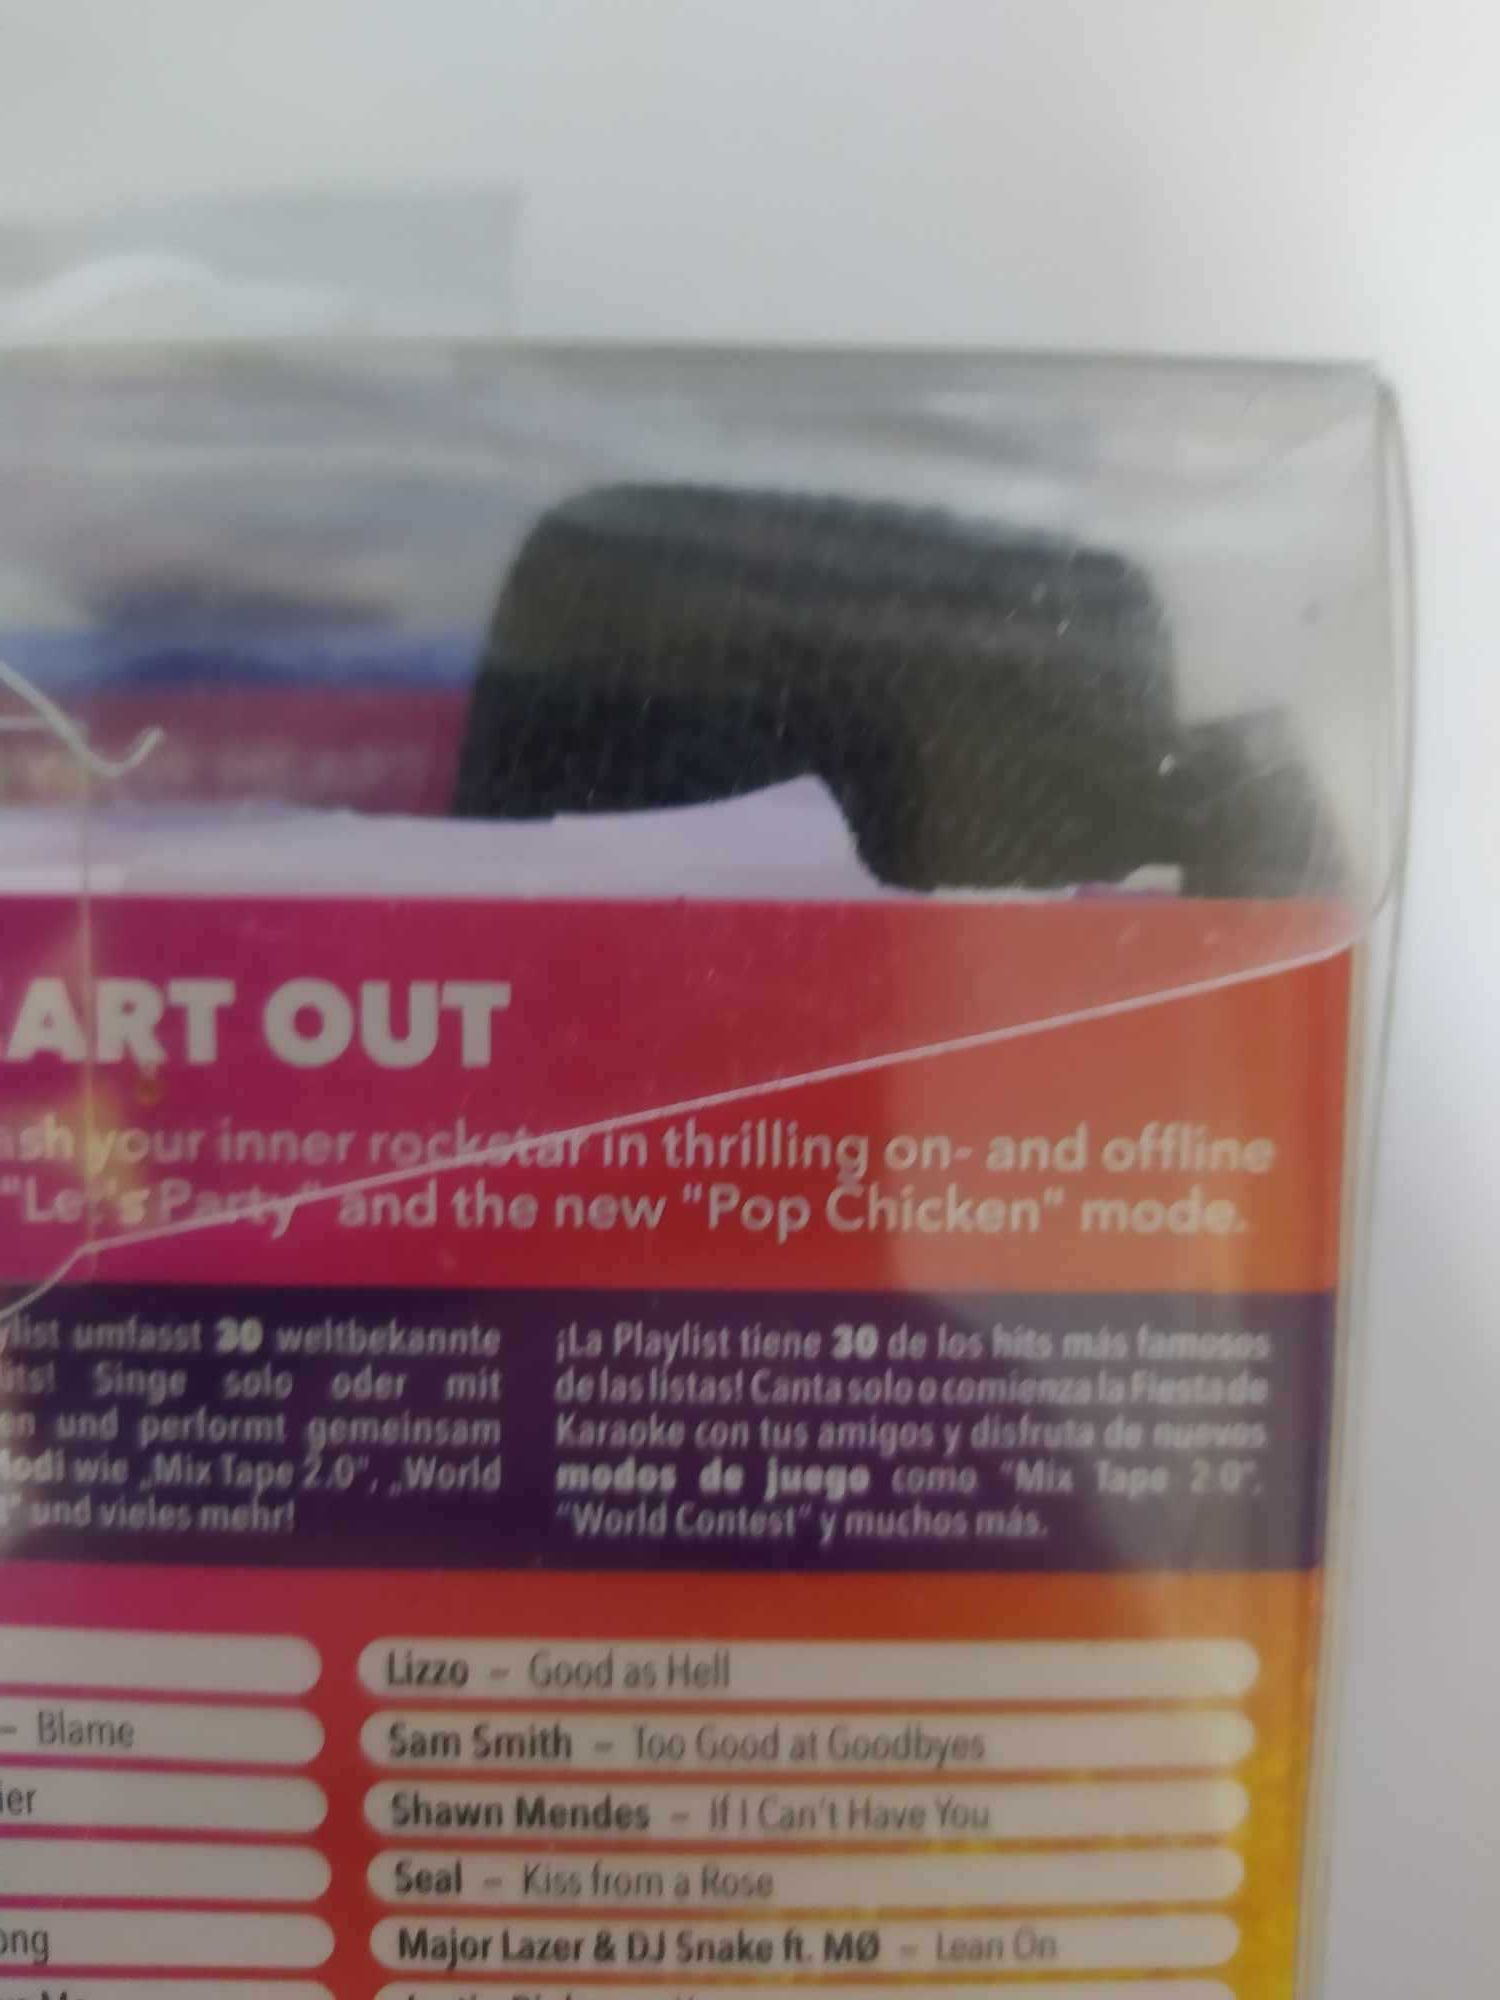 ART OUT
your inner rockstar in thrilling on- and offline
"Let's Party" and the new "Pop Chicken" mode.
umfasst 30 weltbekannte
Singe solo oder mit
und performt gemeinsam
wie „Mix Tape 2.0", „World
und vieles mehr!
¡La Playlist tiene 30 de los hits más famosos
de las listas! Canta solo o comienza la Fiesta de
Karaoke con tus amigos y disfruta de nuevos
modos de juego como "Mix Tape 2.0",
"World Contest" y muchos más.
– Blame
Lizzo – Good as Hell
Sam Smith – Too Good at Goodbyes
Shawn Mendes – If I Can't Have You
Seal – Kiss from a Rose
Major Lazer & DJ Snake ft. MØ – Lean On